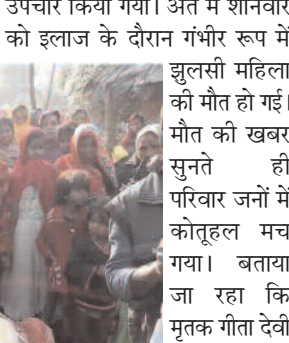 उपचार किया गया। अंत में शनिवार
को इलाज के दौरान गंभीर रूप में
झुलसी महिला
की मौत हो गई।
मौत की खबर
सुनते ही
परिवार जनों में
कोतूहल मच
गया। बताया
जा रहा कि
मृतक गीता देवी